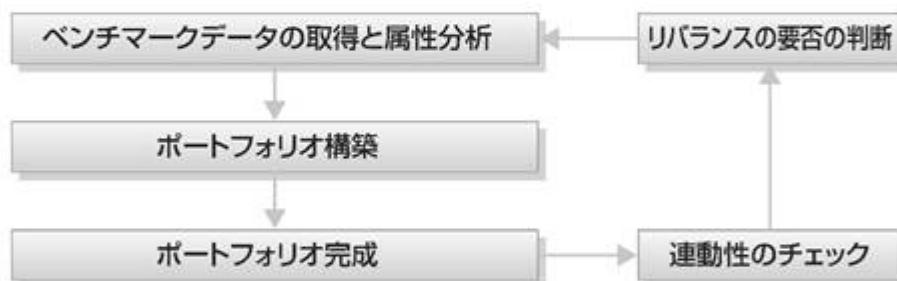 ベンチマークデータの取得と属性分析
リバランスの要否の判断
ポートフォリオ構築
ポートフォリオ完成
連動性のチェック